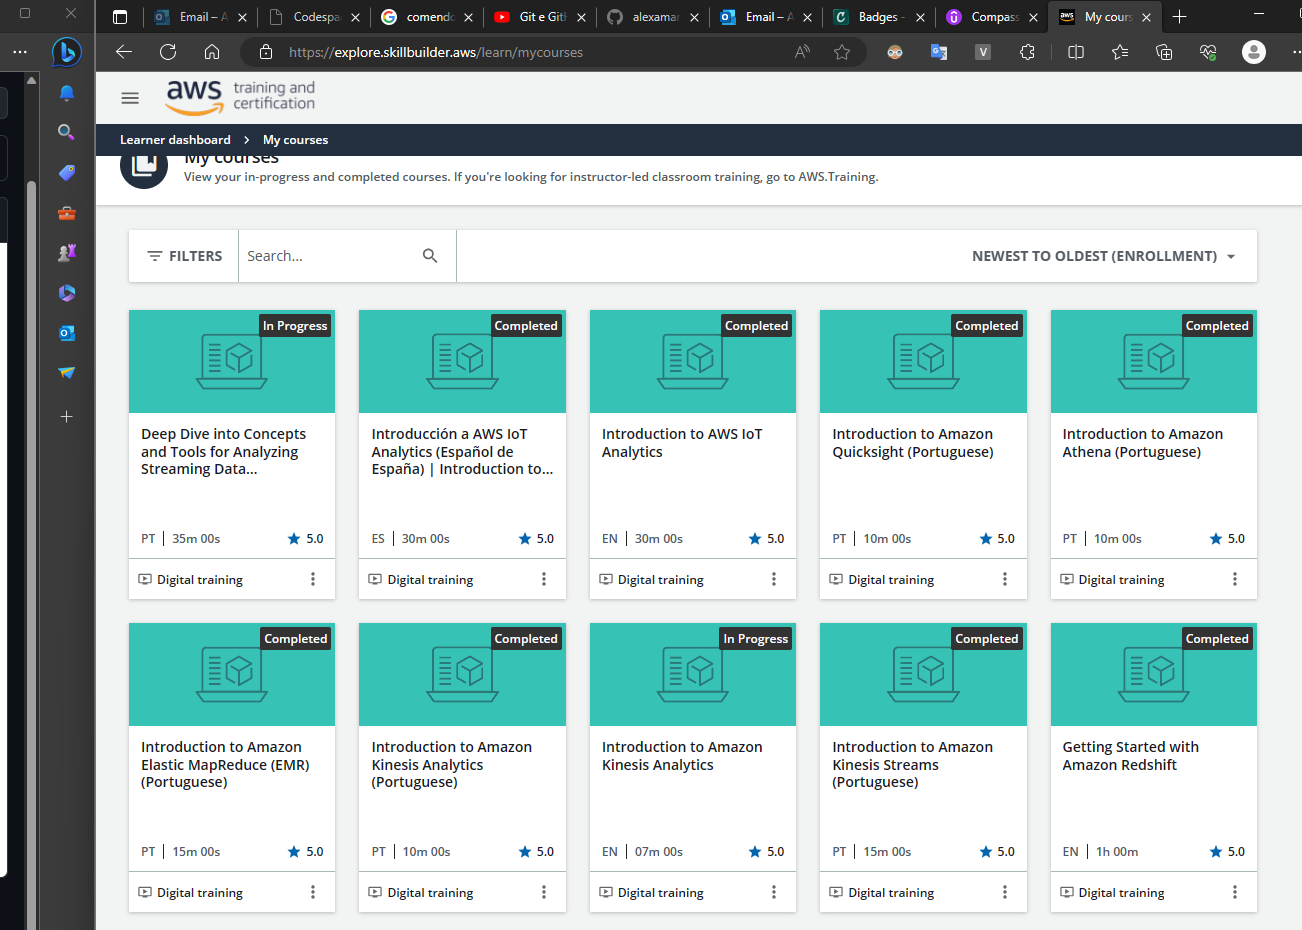 Email – A
Codespa
comendo
Git e Gitl
alexamar
Email – A
Badges -
Compass
My cours
https://explore.skillbuilder.aws/learn/mycourses
aws training and
certification
Learner dashboard > My courses
My courses
View your in-progress and completed courses. If you're looking for instructor-led classroom training, go to AWS.Training.
FILTERS
Search...
NEWEST TO OLDEST (ENROLLMENT)
In Progress
Deep Dive into Concepts
and Tools for Analyzing
Streaming Data...
PT | 35m 00s 5.0
Digital training
Completed
Introducción a AWS IoT
Analytics (Español de
España) | Introduction to...
ES | 30m 00s 5.0
Digital training
Completed
Introduction to AWS IoT
Analytics
EN | 30m 00s 5.0
Digital training
Completed
Introduction to Amazon
Quicksight (Portuguese)
PT | 10m 00s 5.0
Digital training
Completed
Introduction to Amazon
Athena (Portuguese)
PT | 10m 00s 5.0
Digital training
Completed
Introduction to Amazon
Elastic MapReduce (EMR)
(Portuguese)
PT | 15m 00s 5.0
Digital training
Completed
Introduction to Amazon
Kinesis Analytics
(Portuguese)
PT | 10m 00s 5.0
Digital training
In Progress
Introduction to Amazon
Kinesis Analytics
EN | 07m 00s 5.0
Digital training
Completed
Introduction to Amazon
Kinesis Streams
(Portuguese)
PT | 15m 00s 5.0
Digital training
Completed
Getting Started with
Amazon Redshift
EN | 1h 00m 5.0
Digital training